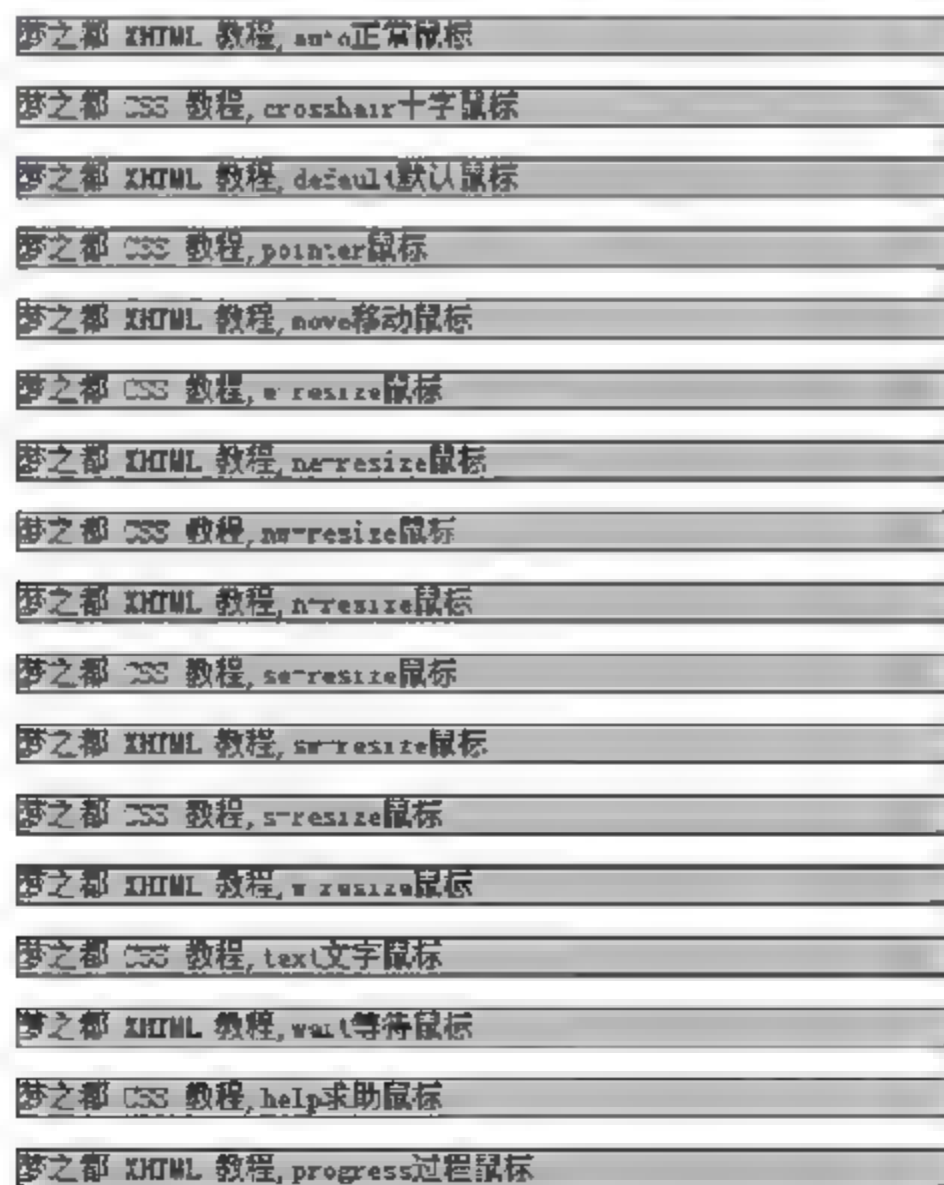 梦之都 XHTML 教程,auto正常鼠标
梦之都 CSS 教程,crosshair十字鼠标
梦之都 XHTML 教程,default默认鼠标
梦之都 CSS 教程,pointer鼠标
梦之都 XHTML 教程,move移动鼠标
梦之都 CSS 教程,e-resize鼠标
梦之都 XHTML 教程,ne-resize鼠标
梦之都 CSS 教程,nw-resize鼠标
梦之都 XHTML 教程,n-resize鼠标
梦之都 CSS 教程,se-resize鼠标
梦之都 XHTML 教程,sw-resize鼠标
梦之都 CSS 教程,s-resize鼠标
梦之都 XHTML 教程,w-resize鼠标
梦之都 CSS 教程,text文字鼠标
梦之都 XHTML 教程,wait等待鼠标
梦之都 CSS 教程,help求助鼠标
梦之都 XHTML 教程,progress过程鼠标